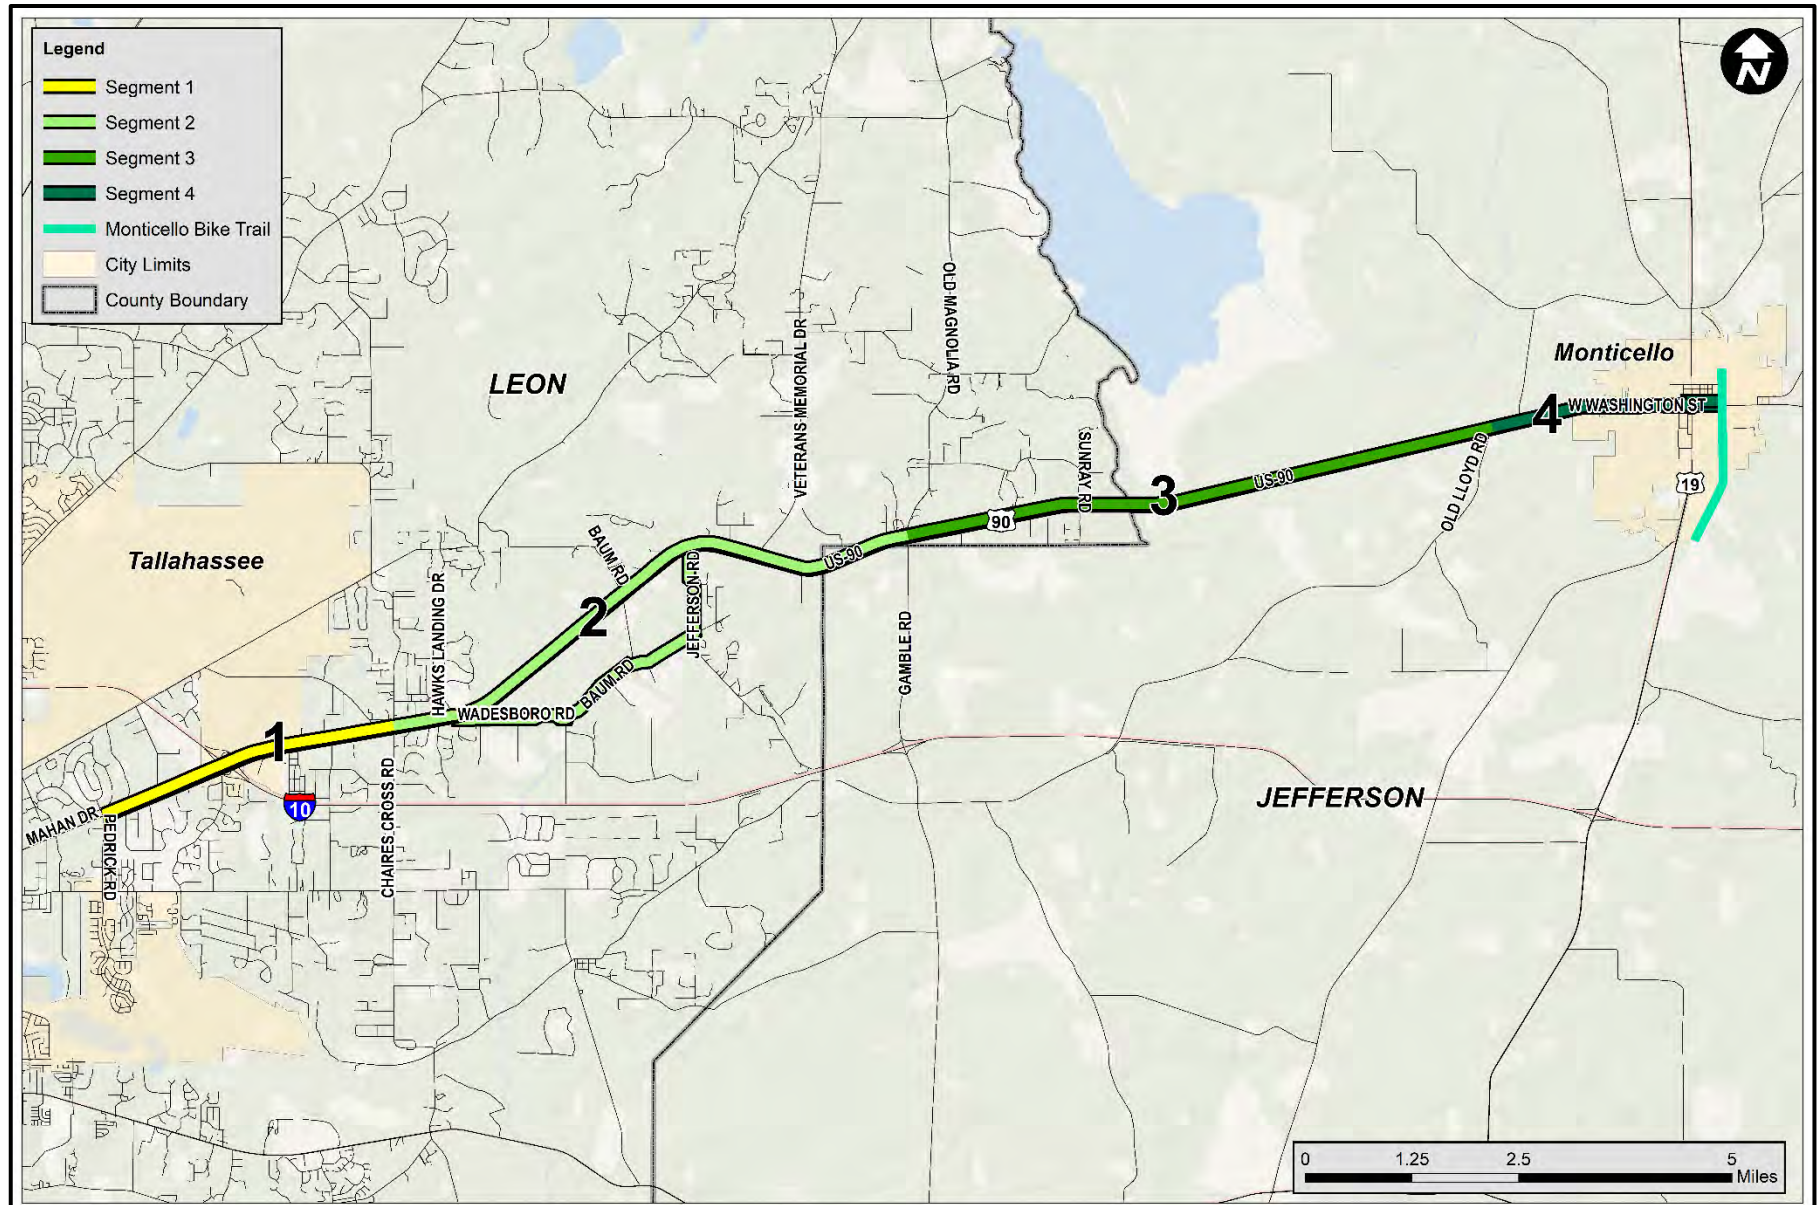 Legend
Segment 1
Segment 2
Segment 3
Segment 4
Monticello Bike Trail
City Limits
County Boundary
N
LEON
VETERANS MEMORIAL DR
OLD MAGNOLIA RD
Monticello
W WASHINGTON ST
4
SUNRAY RD
3
US-90
OLD LLOYD RD
19
90
Tallahassee
BAUM RD
US-90
JEFFERSON RD
HAWKS LANDING DR
2
GAMBLE RD
BAUM RD
WADESBORO RD
1
JEFFERSON
10
MAHAN DR
PEDRICK RD
CHAIRES CROSS RD
0 1.25 2.5 5
Miles